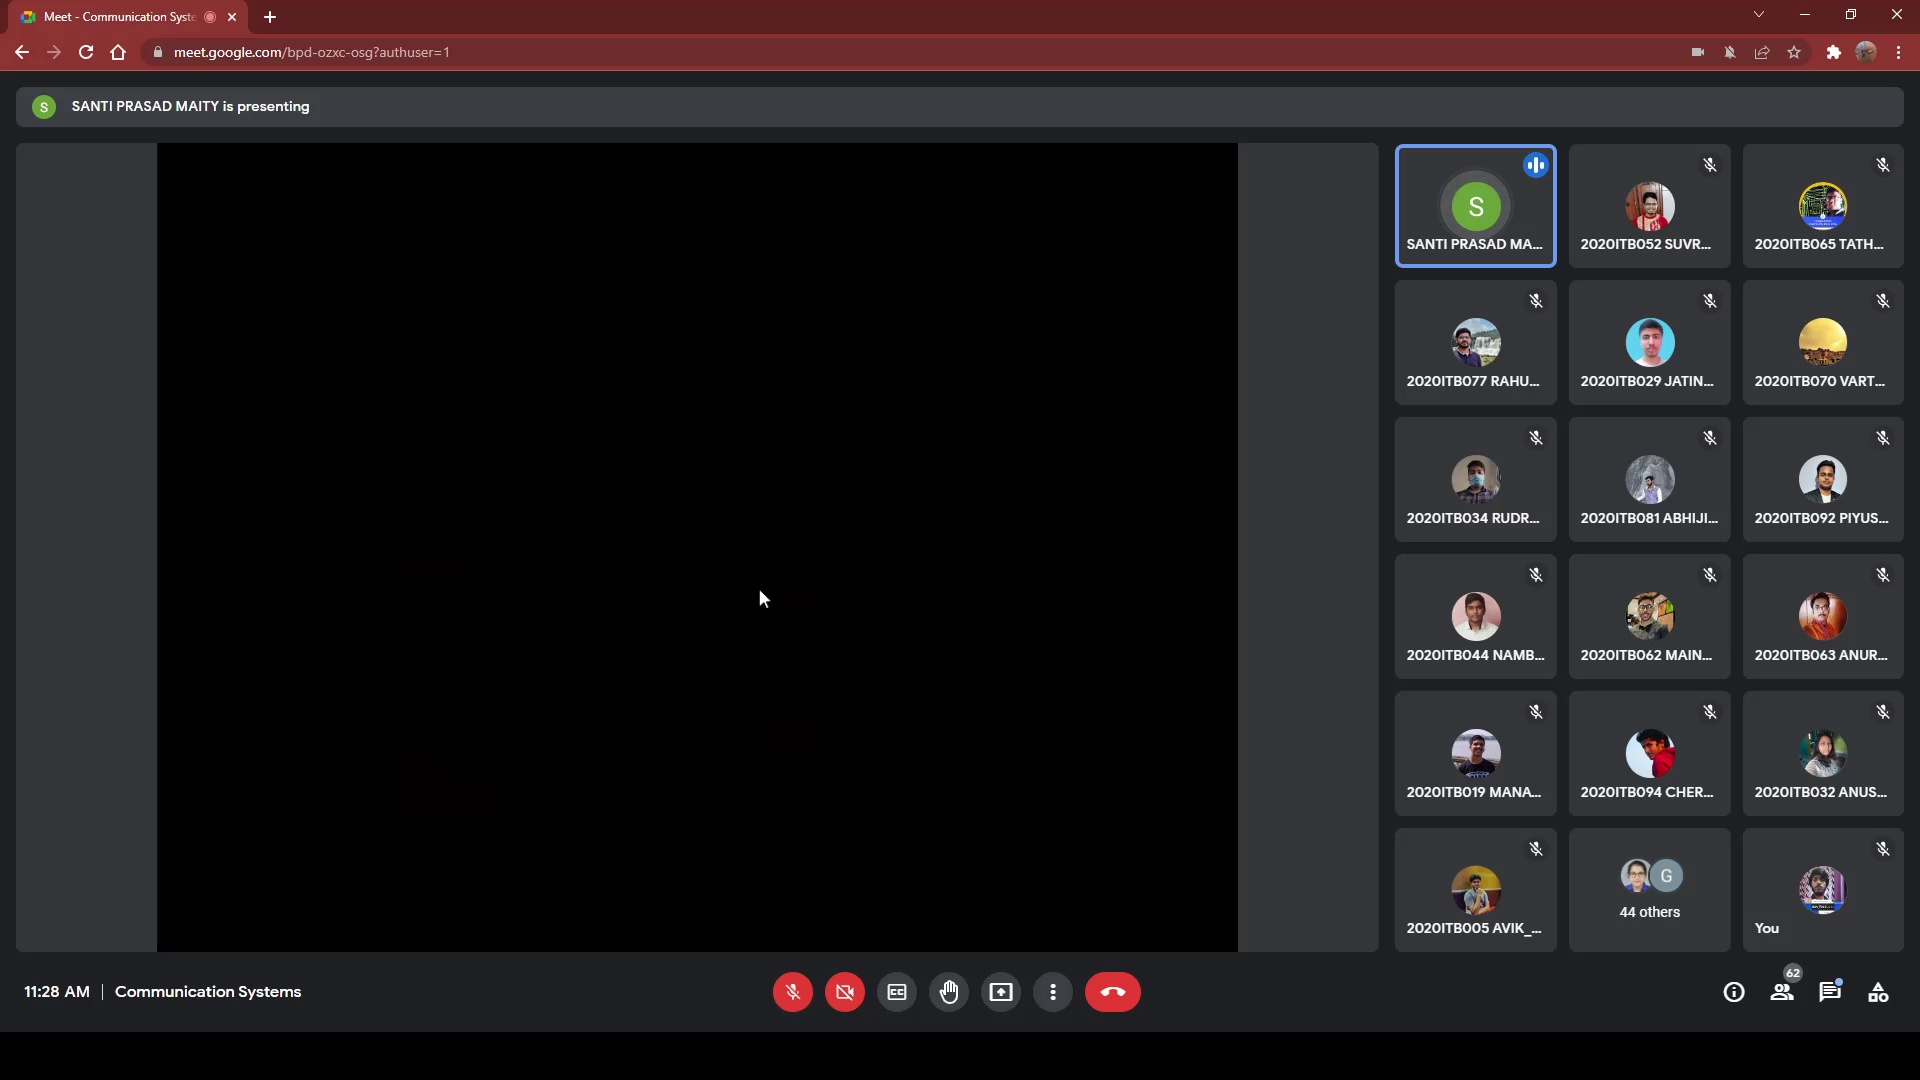 Meet - Communication Syst
meet.google.com/bpd-ozxc-osg?authuser=1
S
SANTI PRASAD MAITY is presenting
S
SANTI PRASAD MA...
2020ITB052 SUVR...
2020ITB065 TATH...
2020ITB077 RAHU...
2020ITB029 JATIN...
2020ITB070 VART...
2020ITB034 RUDR...
2020ITB081 ABHIJI...
2020ITB092 PIYUS...
2020ITB044 NAMB...
2020ITB062 MAIN...
2020ITB063 ANUR...
2020ITB019 MANA...
2020ITB094 CHER...
2020ITB032 ANUS...
2020ITB005 AVIK_...
G
44 others
You
11:28 AM | Communication Systems
CC
62